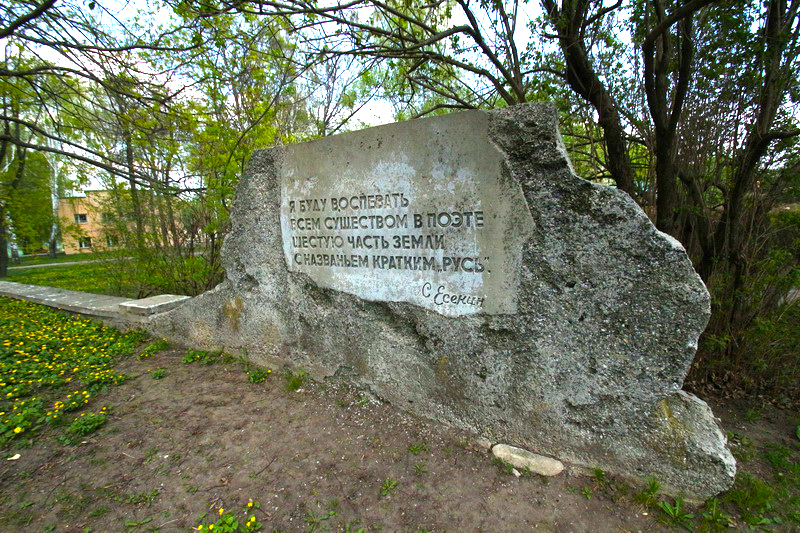 Я БУДУ ВОСПЕВАТЬ
ВСЕМ СУЩЕСТВОМ В ПОЭТЕ
ШЕСТУЮ ЧАСТЬ ЗЕМЛИ
С НАЗВАНЬЕМ КРАТКИМ „РУСЬ".
С Есенин